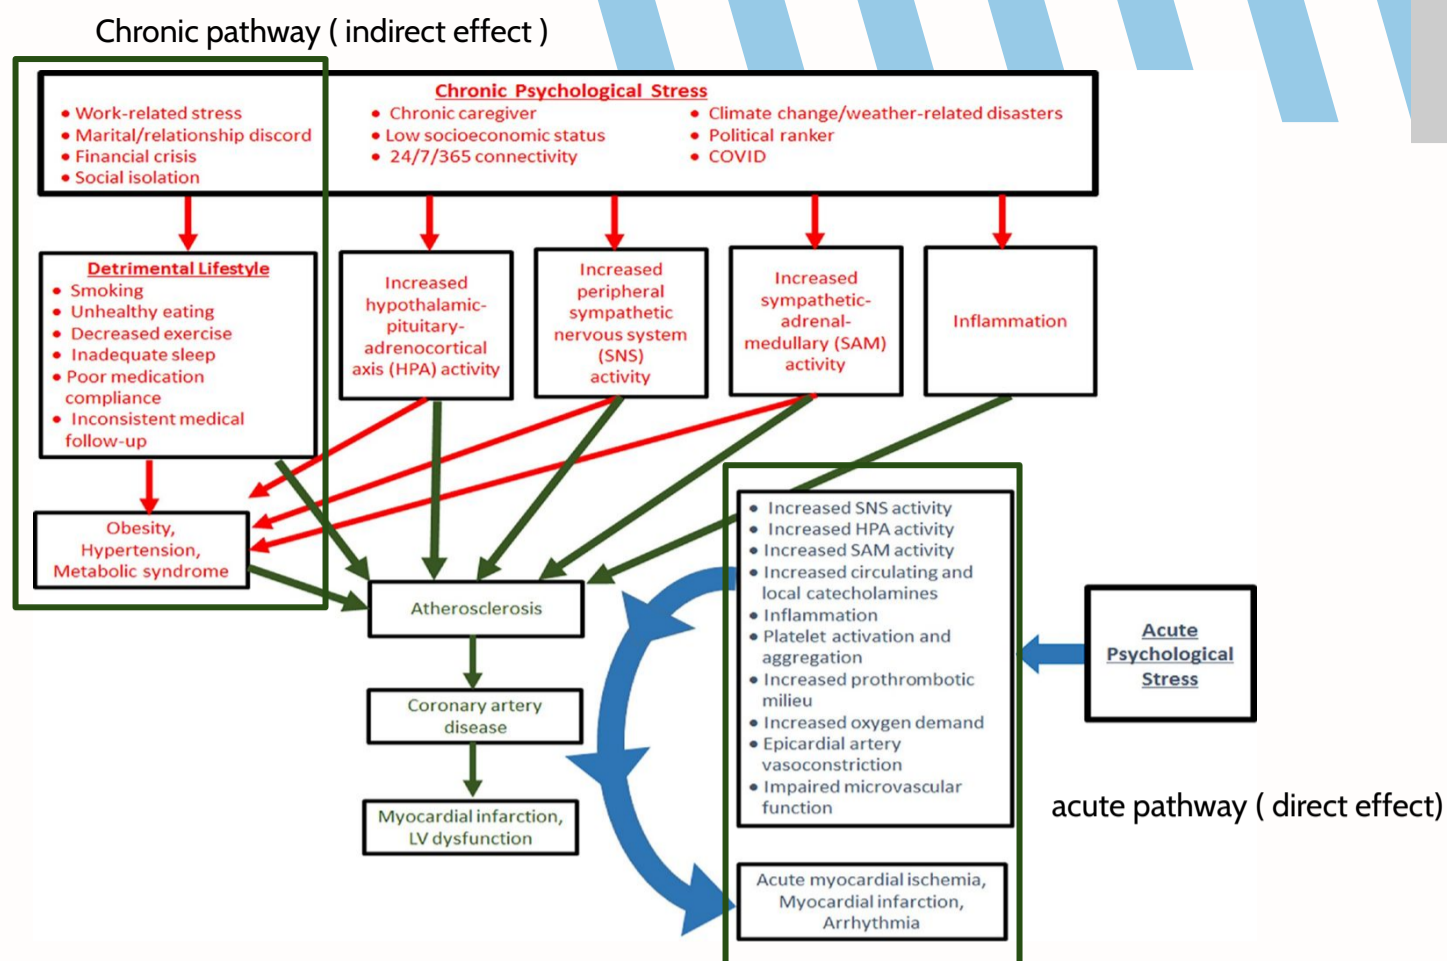 Chronic pathway ( indirect effect )
Chronic Psychological Stress
• Work-related stress
• Marital/relationship discord
• Financial crisis
• Social isolation
• Chronic caregiver
• Low socioeconomic status
• 24/7/365 connectivity
• Climate change/weather-related disasters
• Political ranker
• COVID
Detrimental Lifestyle
• Smoking
• Unhealthy eating
• Decreased exercise
• Inadequate sleep
• Poor medication
compliance
• Inconsistent medical
follow-up
Increased
hypothalamic-
pituitary-
adrenocortical
axis (HPA) activity
Increased
peripheral
sympathetic
nervous system
(SNS)
activity
Increased
sympathetic-
adrenal-
medullary (SAM)
activity
Inflammation
Obesity,
Hypertension,
Metabolic syndrome
Atherosclerosis
Coronary artery
disease
Myocardial infarction,
LV dysfunction
• Increased SNS activity
• Increased HPA activity
• Increased SAM activity
• Increased circulating and
local catecholamines
• Inflammation
• Platelet activation and
aggregation
• Increased prothrombotic
milieu
• Increased oxygen demand
• Epicardial artery
vasoconstriction
• Impaired microvascular
function
Acute
Psychological
Stress
acute pathway ( direct effect)
Acute myocardial ischemia,
Myocardial infarction,
Arrhythmia